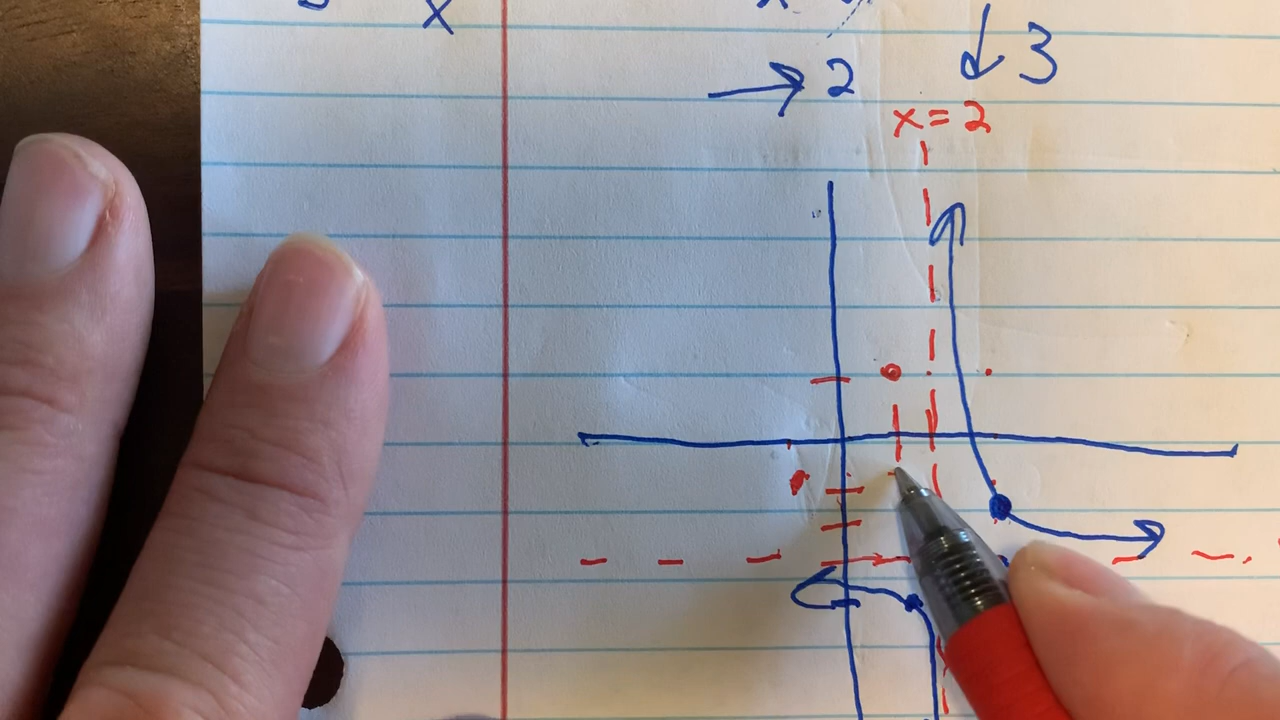 x
↓ 3
→ 2
x = 2